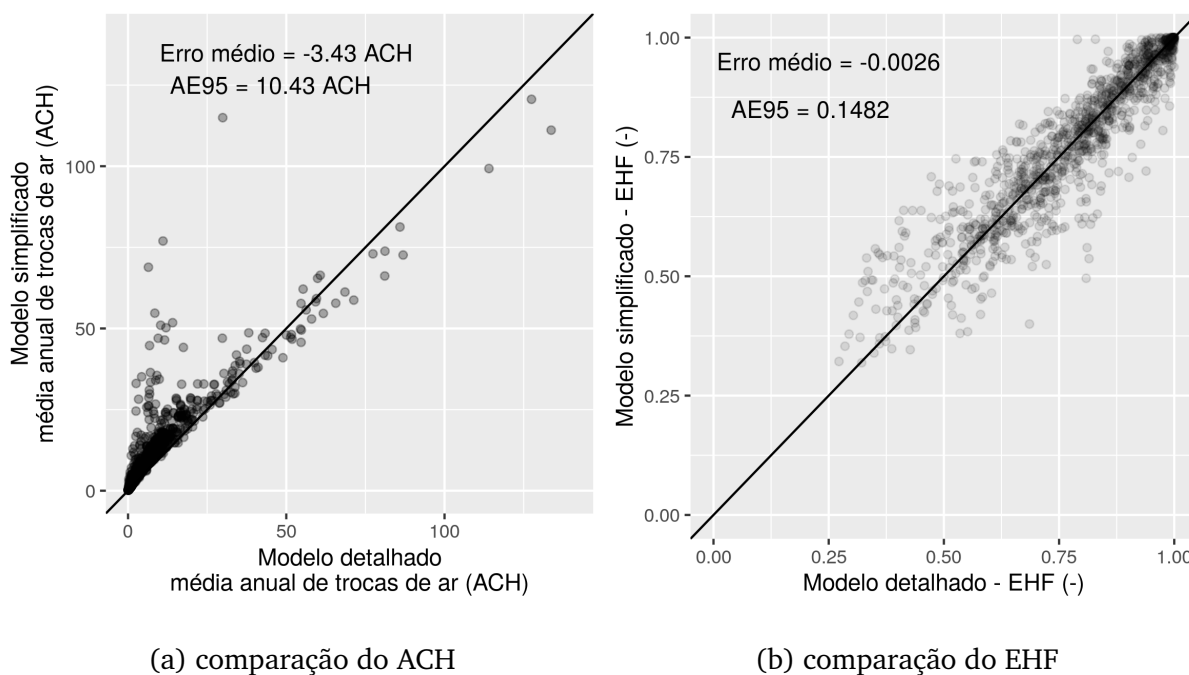 Erro médio = -3.43 ACH
AE95 = 10.43 ACH
Modelo simplificado
média anual de trocas de ar (ACH)
100
50
0
0 50 100
Modelo detalhado
média anual de trocas de ar (ACH)
(a) comparação do ACH
Erro médio = -0.0026
AE95 = 0.1482
Modelo simplificado - EHF (-)
1.00
0.75
0.50
0.25
0.00
0.00 0.25 0.50 0.75 1.00
Modelo detalhado - EHF (-)
(b) comparação do EHF